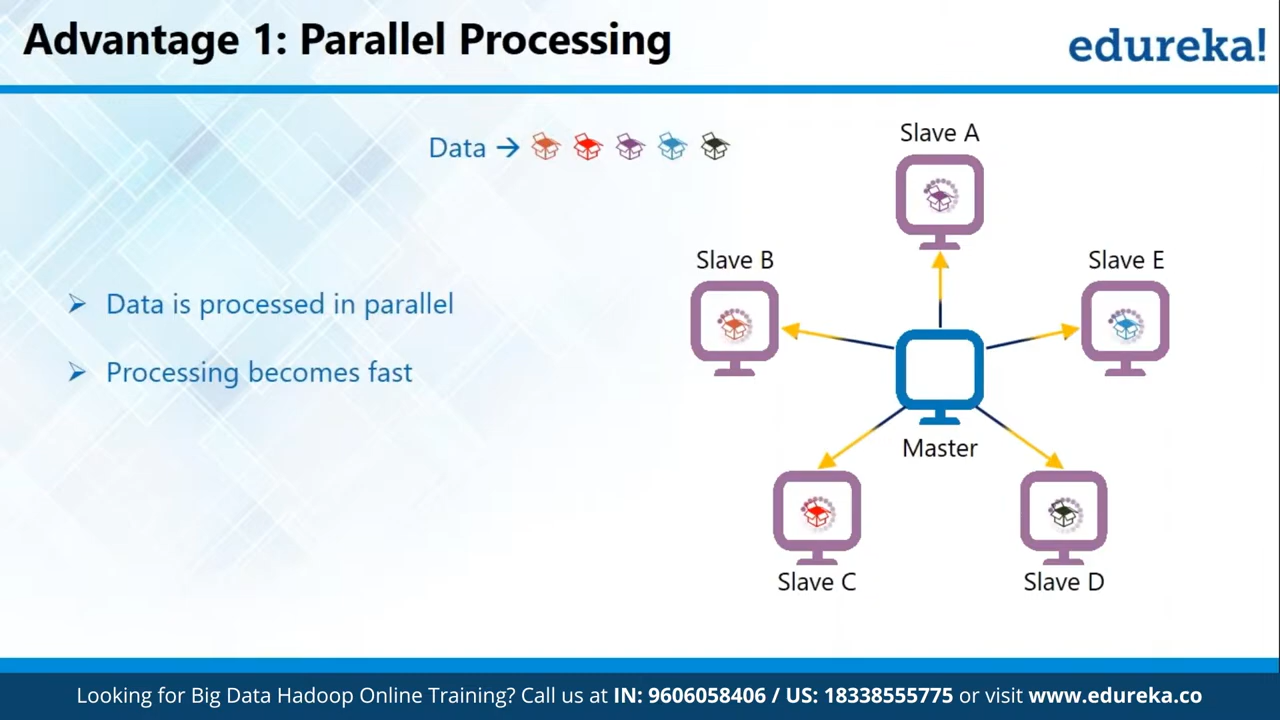 Advantage 1: Parallel Processing
edureka!
Data →
Slave A
Slave B
Slave E
Data is processed in parallel
Processing becomes fast
Master
Slave C
Slave D
Looking for Big Data Hadoop Online Training? Call us at IN: 9606058406 / US: 18338555775 or visit www.edureka.co